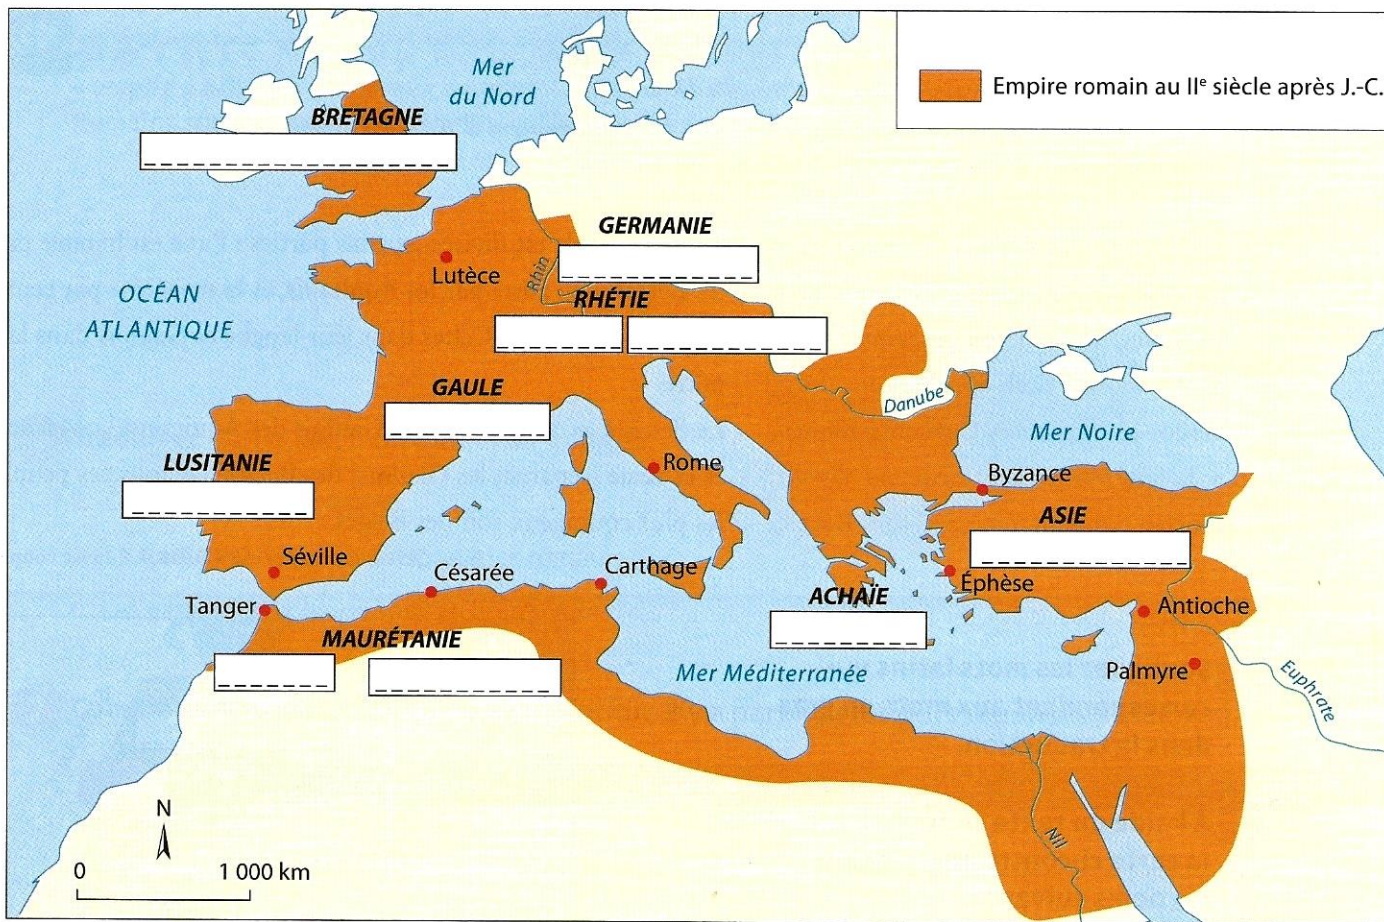 Mer
du Nord
Empire romain au IIe siècle après J.-C.
BRETAGNE
GERMANIE
Rhin
Lutèce
OCÉAN
ATLANTIQUE
RHÉTIE
GAULE
Danube
Mer Noire
LUSITANIE
Rome
Byzance
ASIE
Séville
Césarée
Carthage
Éphèse
Tanger
ACHAÏE
Antioche
MAURÉTANIE
Mer Méditerranée
Palmyre
Euphrate
N
Nil
0 1 000 km